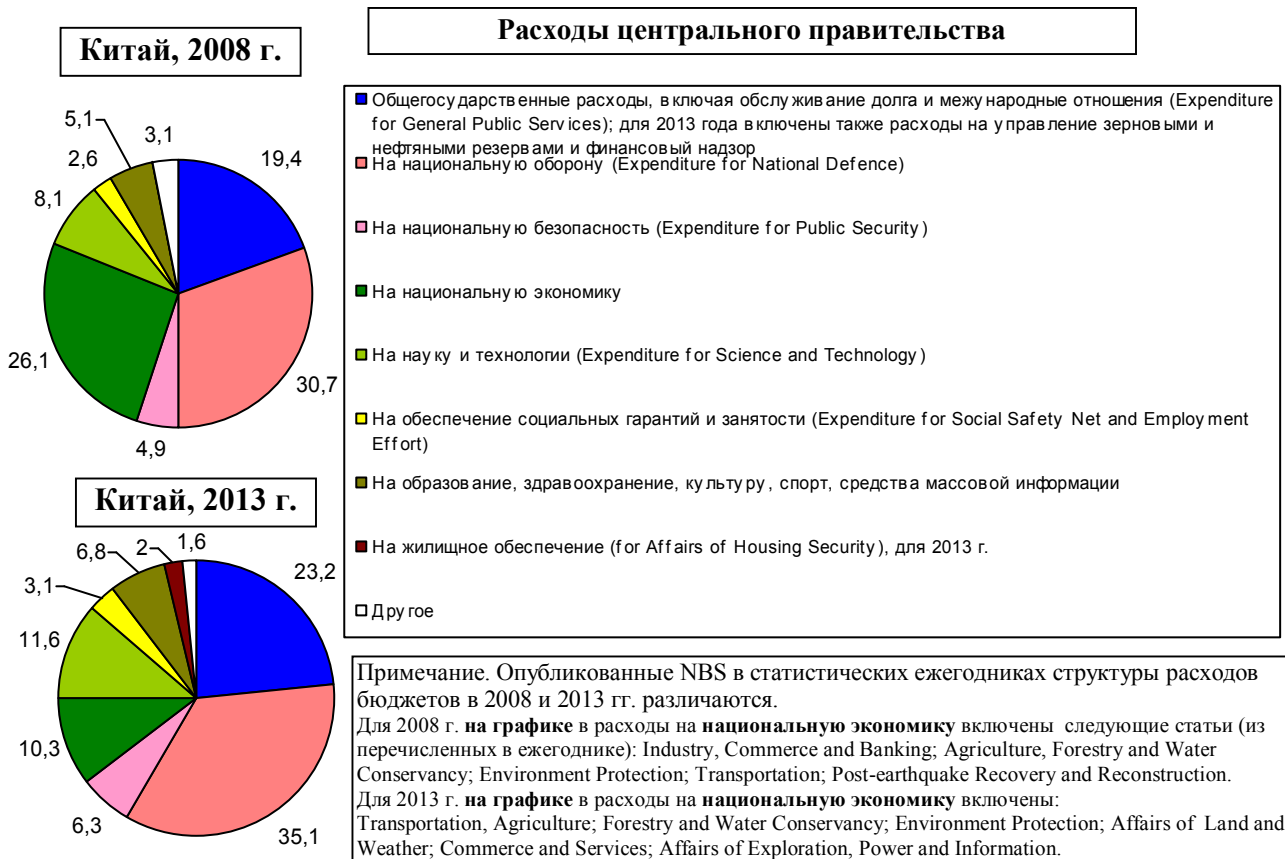 Расходы центрального правительства
Китай, 2008 г.
5,1
3,1
2,6
19,4
8,1
26,1
30,7
4,9
Китай, 2013 г.
6,8
2
1,6
23,2
3,1
11,6
10,3
6,3
35,1
Общегосударственные расходы, включая обслуживание долга и межународные отношения (Expenditure
for General Public Services); для 2013 года включены также расходы на управление зерновыми и
нефтяными резервами и финансовый надзор
На национальную оборону (Expenditure for National Defence)
На национальную безопасность (Expenditure for Public Security)
На национальную экономику
На науку и технологии (Expenditure for Science and Technology)
На обеспечение социальных гарантий и занятости (Expenditure for Social Safety Net and Employment
Effort)
На образование, здравоохранение, культуру, спорт, средства массовой информации
На жилищное обеспечение (for Affairs of Housing Security), для 2013 г.
Другое
Примечание. Опубликованные NBS в статистических ежегодниках структуры расходов
бюджетов в 2008 и 2013 гг. различаются.
Для 2008 г. на графике в расходы на национальную экономику включены следующие статьи (из
перечисленных в ежегоднике): Industry, Commerce and Banking; Agriculture, Forestry and Water
Conservancy; Environment Protection; Transportation; Post-earthquake Recovery and Reconstruction.
Для 2013 г. на графике в расходы на национальную экономику включены:
Transportation, Agriculture; Forestry and Water Conservancy; Environment Protection; Affairs of Land and
Weather; Commerce and Services; Affairs of Exploration, Power and Information.